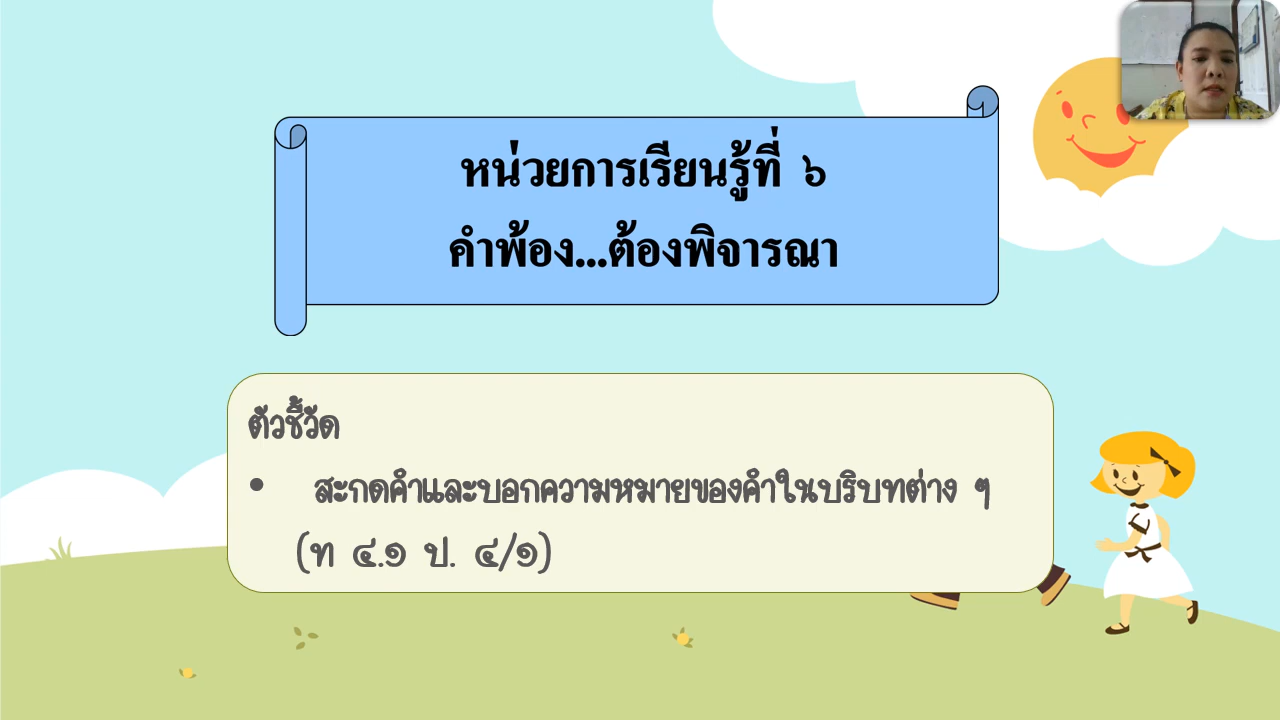 หน่วยการเรียนรู้ที่ ๖
คำพ้อง...ต้องพิจารณา
ตัวชี้วัด
• สะกดคำและบอกความหมายของคำในบริบทต่าง ๆ
(ท ๔.๑ ป. ๔/๑)